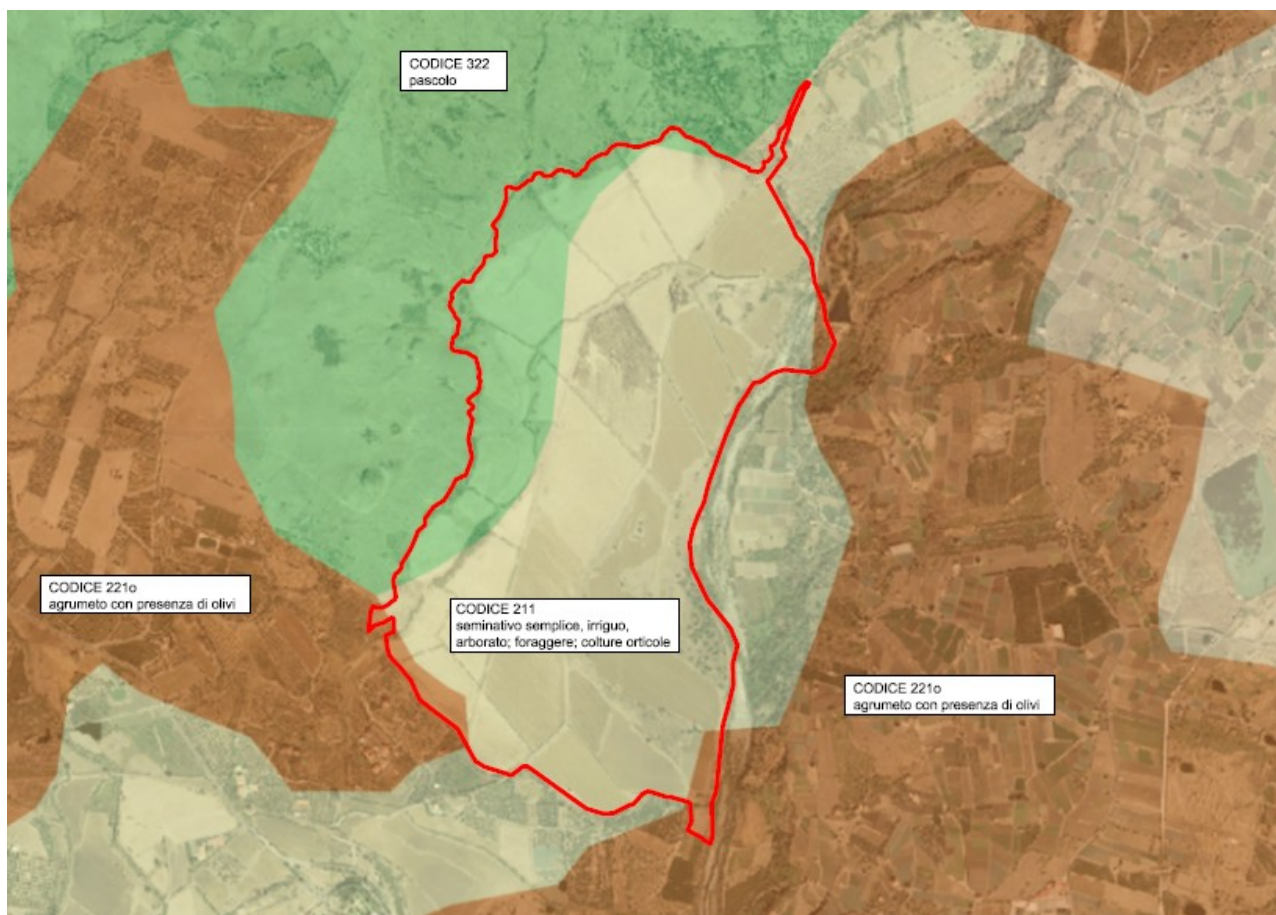 CODICE 322
pascolo
CODICE 221o
agrumeto con presenza di olivi
CODICE 211
seminativo semplice, irriguo,
arborato; foraggere; colture orticole
CODICE 221o
agrumeto con presenza di olivi